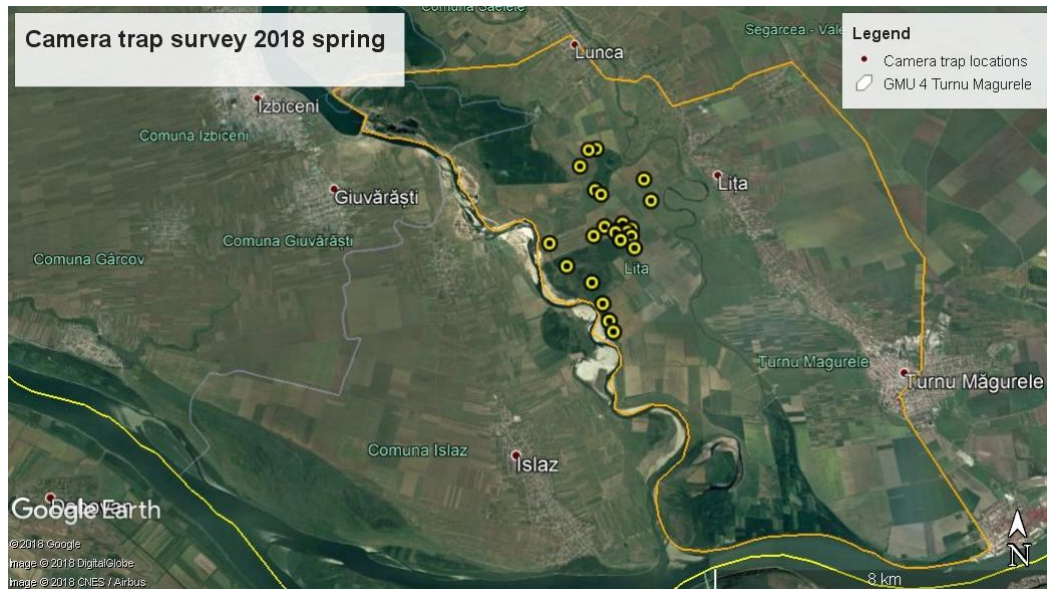 Camera trap survey 2018 spring
Comuna Saelele
Segarcea - Vale
Legend
Camera trap locations
GMU 4 Turnu Magurele
Lunca
Izbiceni
Comuna Izbiceni
Lița
Giuvărăști
Comuna Giuvărăști
Comuna Gârcov
Lita
Turnu Magurele
Turnu Măgurele
Comuna Islaz
Islaz
Google Earth
©2018 Google
Image © 2018 DigitalGlobe
Image © 2018 CNES / Airbus
N
8 km